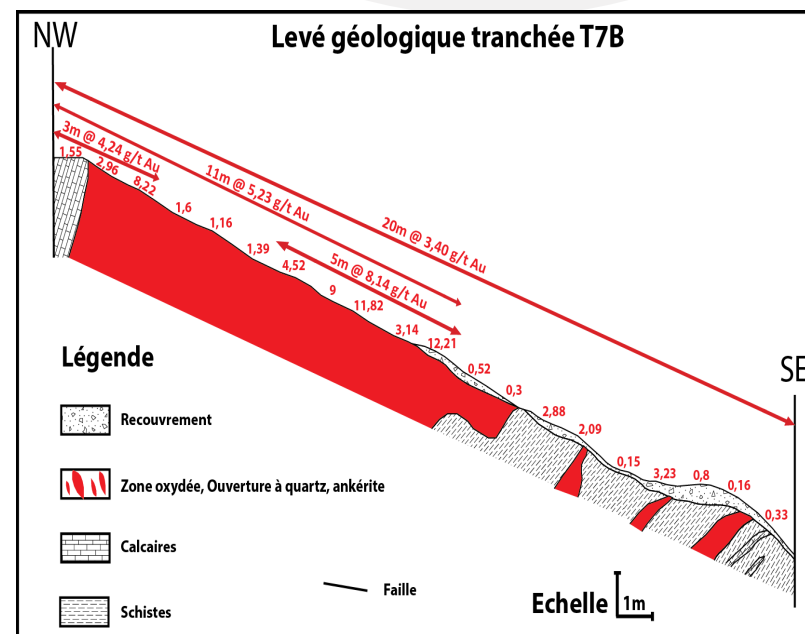 NW
Levé géologique tranchée T7B
3m @ 4,24 g/t Au
11m @ 5,23 g/t Au
20m @ 3,40 g/t Au
5m @ 8,14 g/t Au
1,55
2,96
8,22
1,6
1,16
1,39
4,52
9
11,82
3,14
12,21
0,52
0,3
2,88
2,09
0,15
3,23
0,8
0,16
0,33
SE
Légende
Recouvrement
Zone oxydée, Ouverture à quartz, ankérite
Calcaires
Schistes
Faille
Echelle 1m